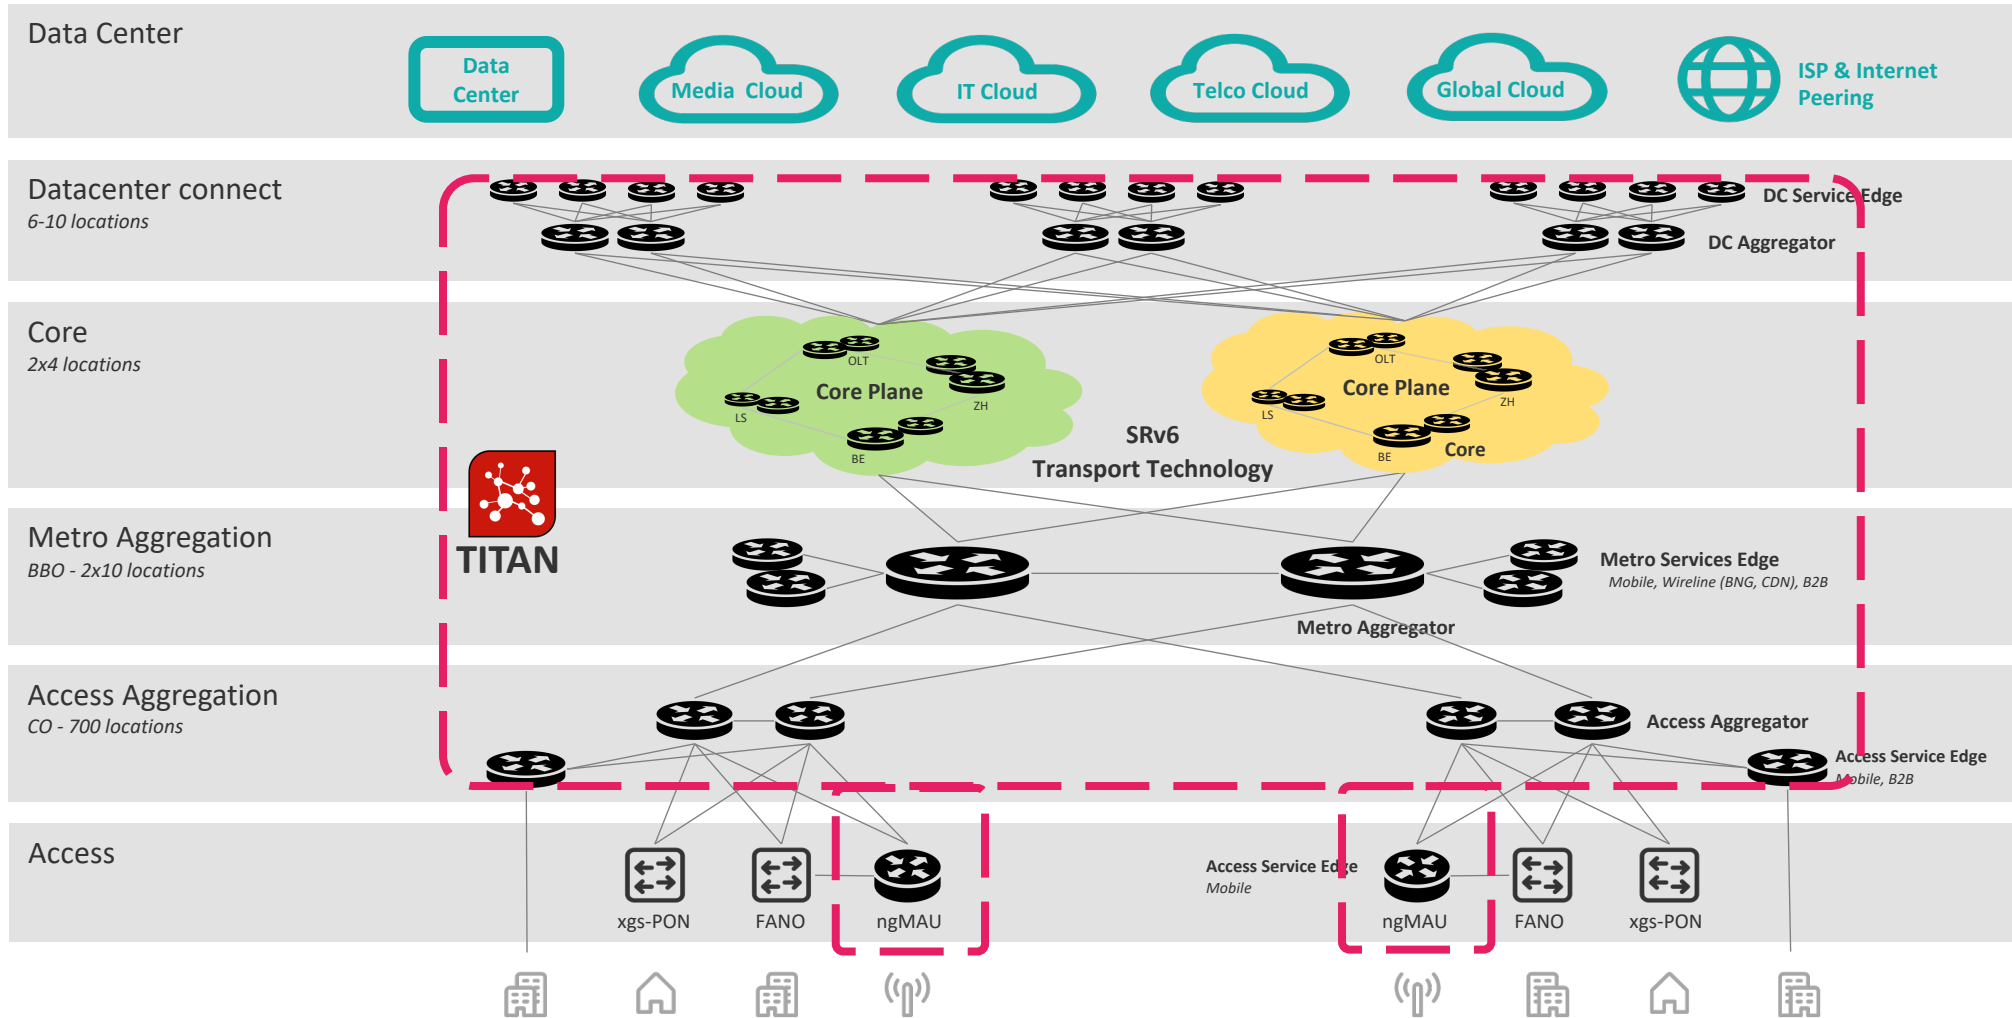 Data Center
Data
Center
Media Cloud
IT Cloud
Telco Cloud
Global Cloud
ISP & Internet
Peering
Datacenter connect
6-10 locations
DC Service Edge
DC Aggregator
Core
2x4 locations
OLT
Core Plane
LS
ZH
BE
OLT
Core Plane
LS
ZH
BE
Core
SRv6
Transport Technology
TITAN
Metro Aggregation
BBO - 2x10 locations
Metro Services Edge
Mobile, Wireline (BNG, CDN), B2B
Metro Aggregator
Access Aggregation
CO - 700 locations
Access Aggregator
Access Service Edge
Mobile, B2B
Access
Access Service Edge
Mobile
xgs-PON
FANO
ngMAU
ngMAU
FANO
xgs-PON